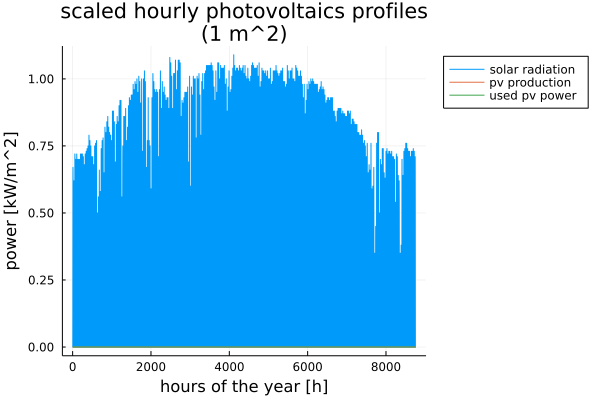 scaled hourly photovoltaics profiles
(1 m^2)
solar radiation
pv production
used pv power
power [kW/m^2]
1.00
0.75
0.50
0.25
0.00
0
2000
4000
6000
8000
hours of the year [h]